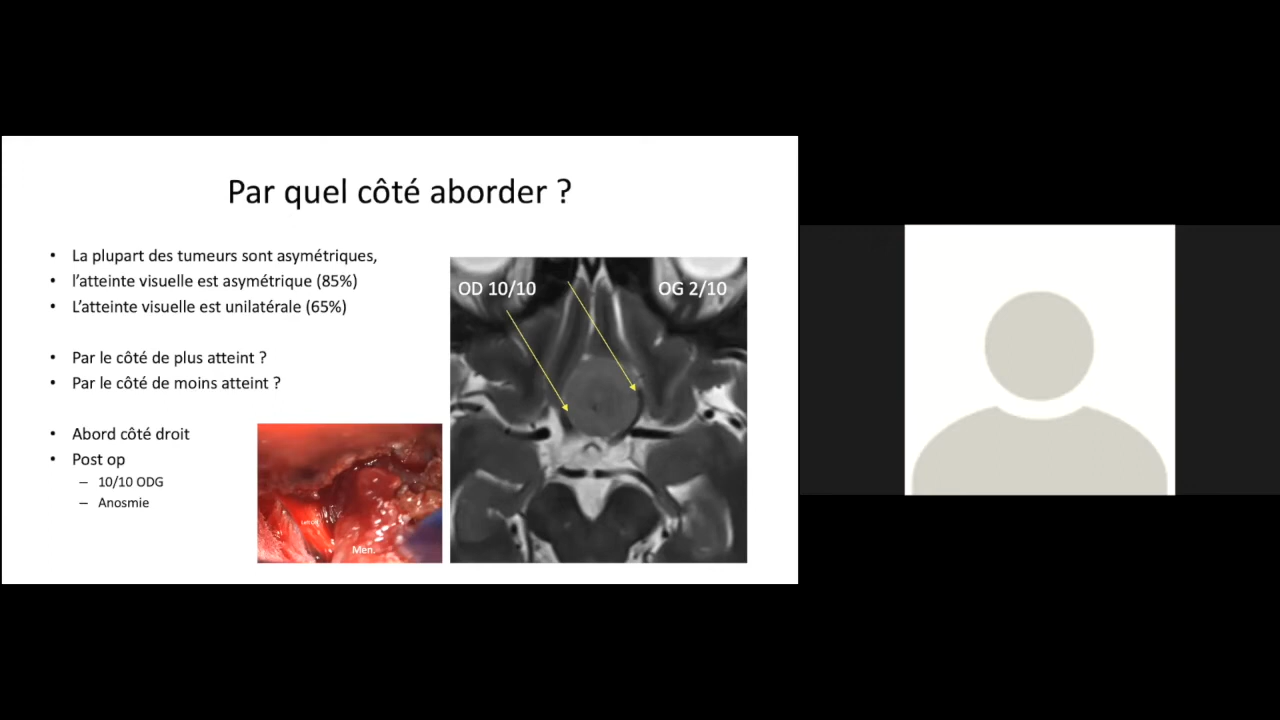 Par quel côté aborder ?
• La plupart des tumeurs sont asymétriques,
• l’atteinte visuelle est asymétrique (85%)
• L’atteinte visuelle est unilatérale (65%)
• Par le côté de plus atteint ?
• Par le côté de moins atteint ?
• Abord côté droit
• Post op
– 10/10 ODG
– Anosmie
Men.
OD 10/10
OG 2/10